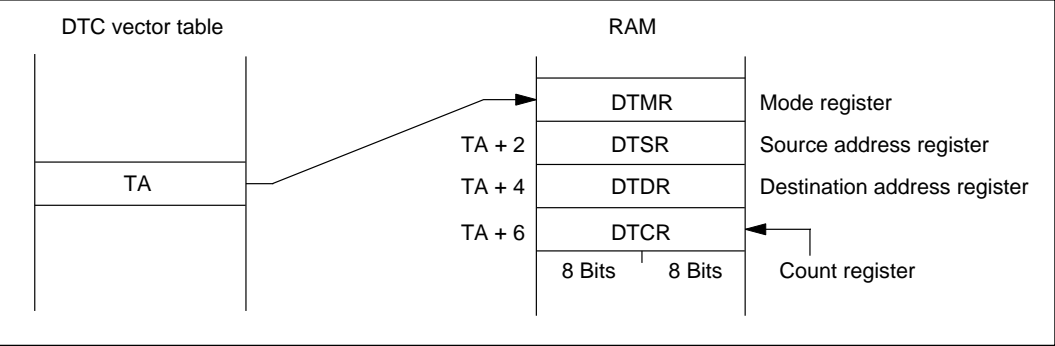 DTC vector table
RAM
DTMR
Mode register
TA + 2
DTSR
Source address register
TA
TA + 4
DTDR
Destination address register
TA + 6
DTCR
8 Bits
8 Bits
Count register